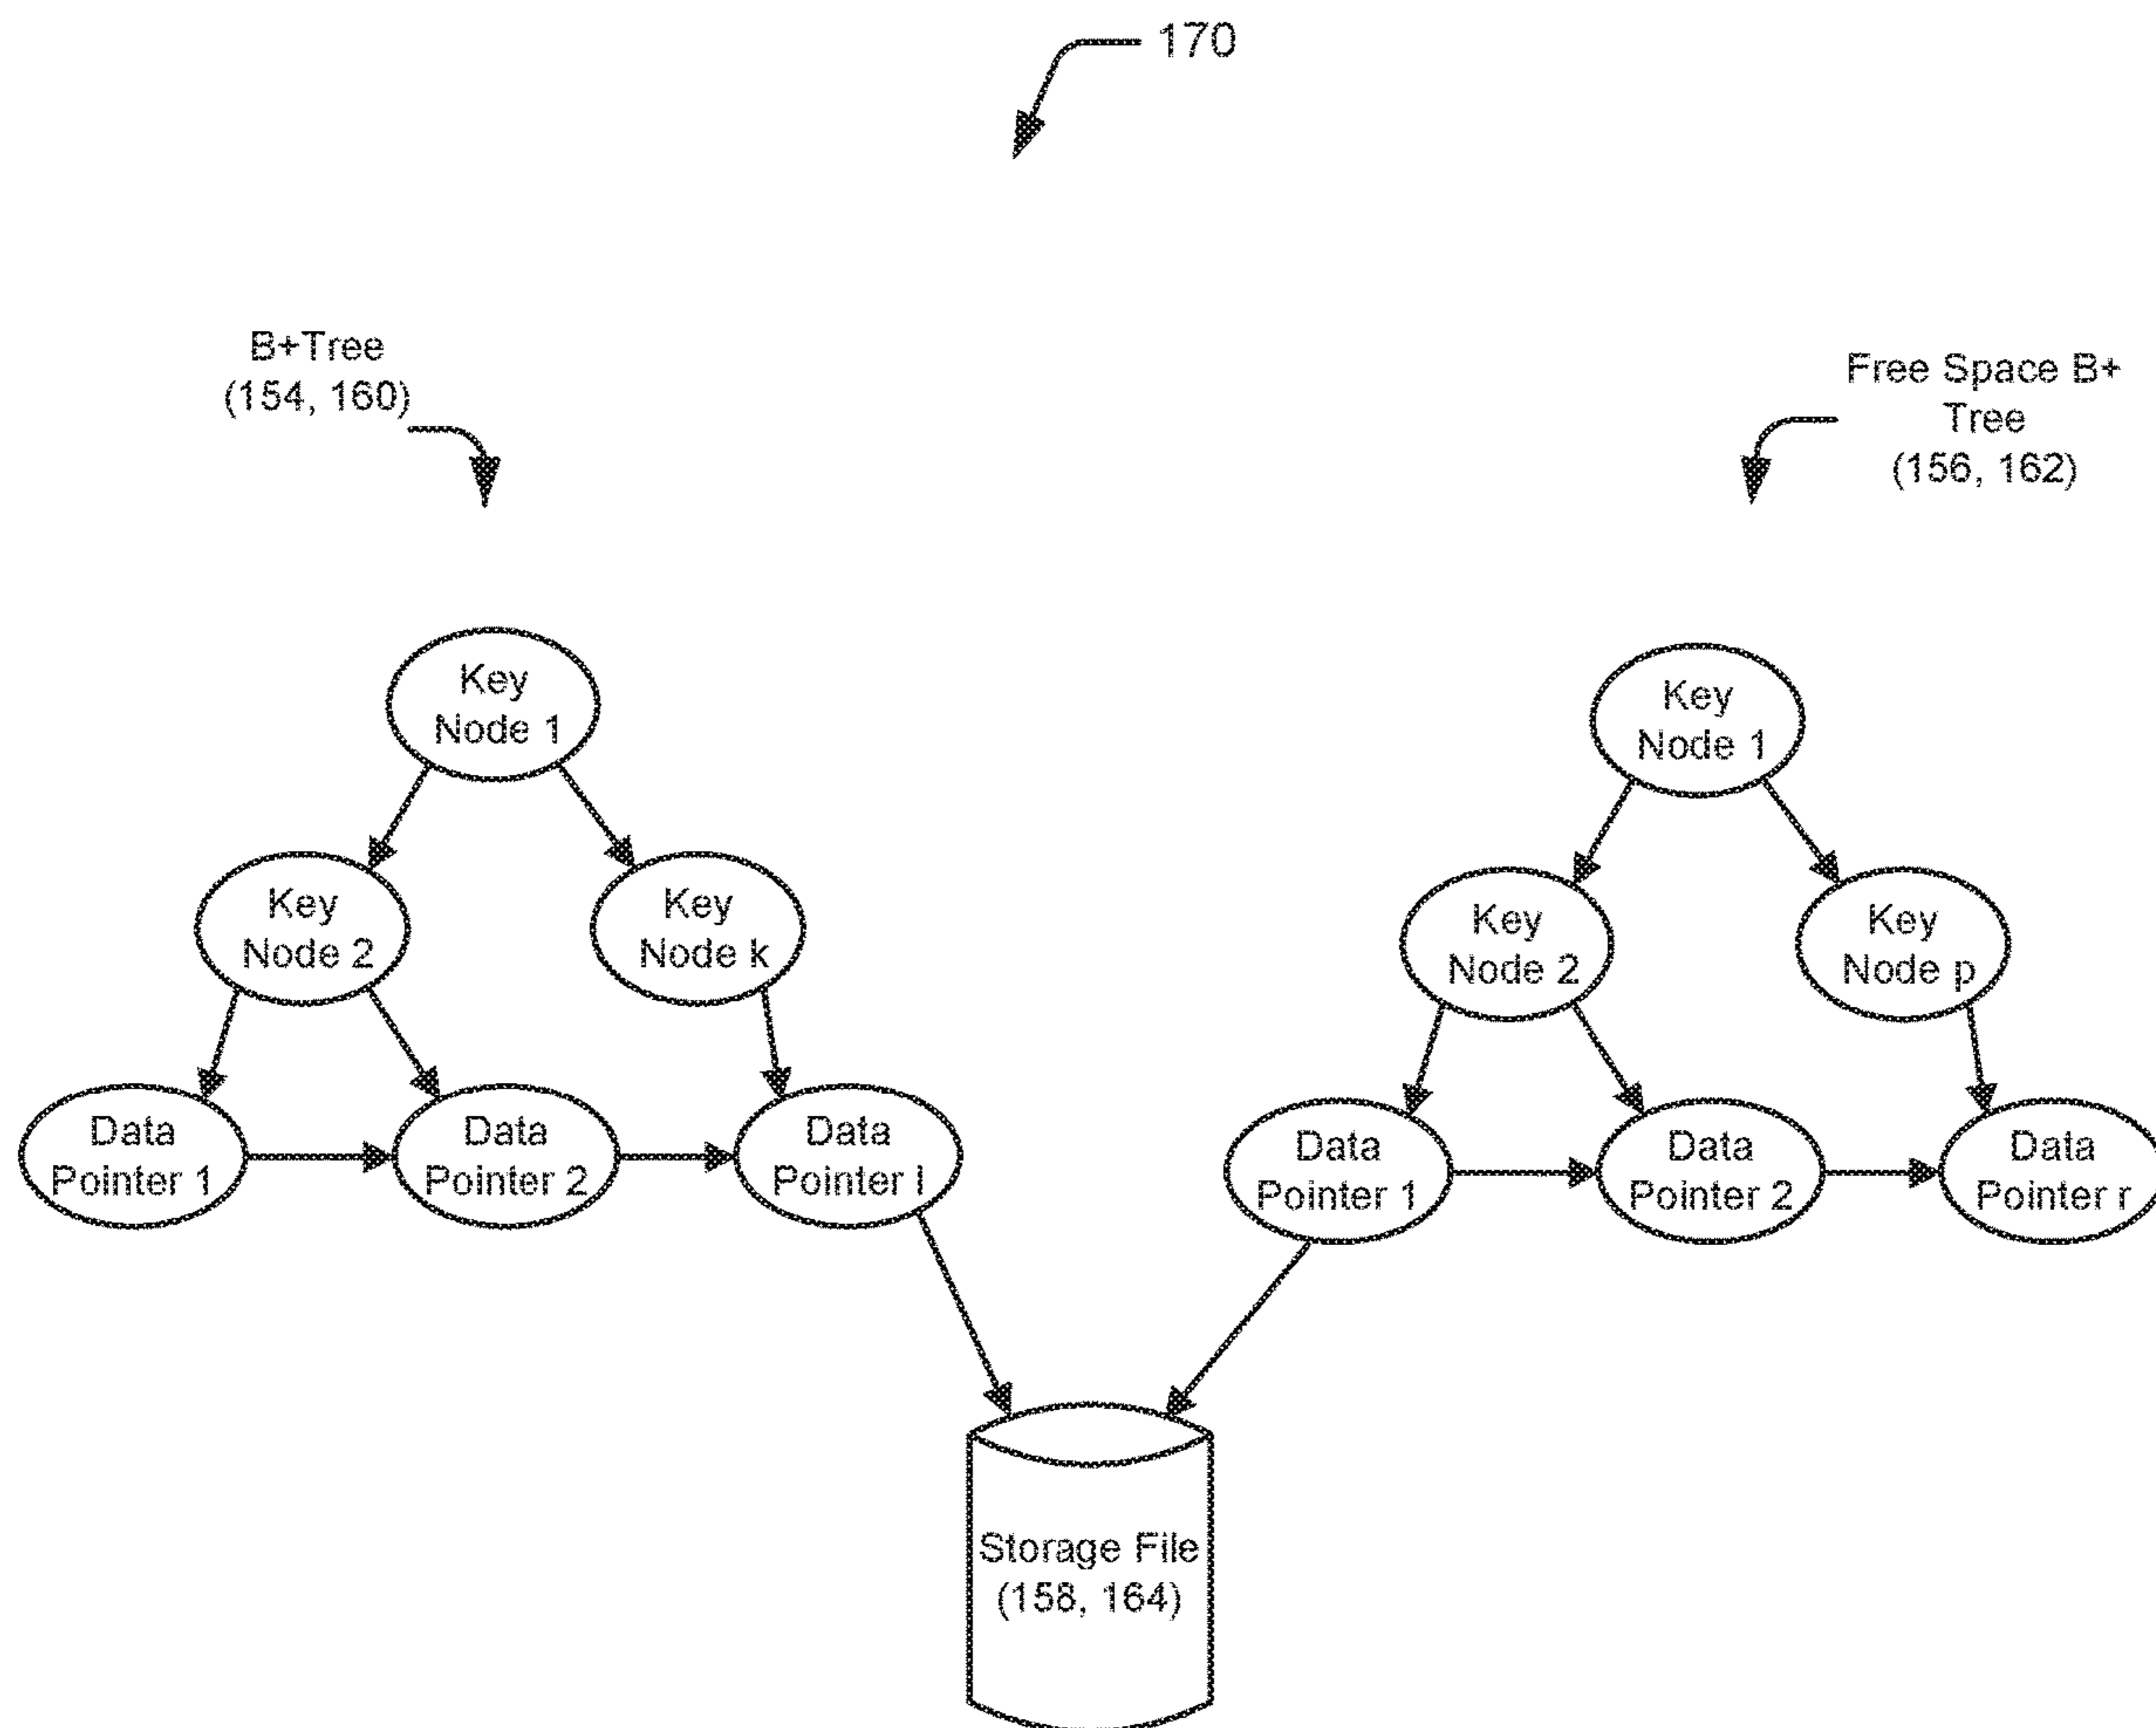 170
B+Tree
(154, 160)
Free Space B+
Tree
(156, 162)
Key
Node 1
Key
Node 1
Key
Node 2
Key
Node k
Key
Node 2
Key
Node p
Data
Pointer 1
Data
Pointer 2
Data
Pointer l
Data
Pointer 1
Data
Pointer 2
Data
Pointer r
Storage File
(158, 164)